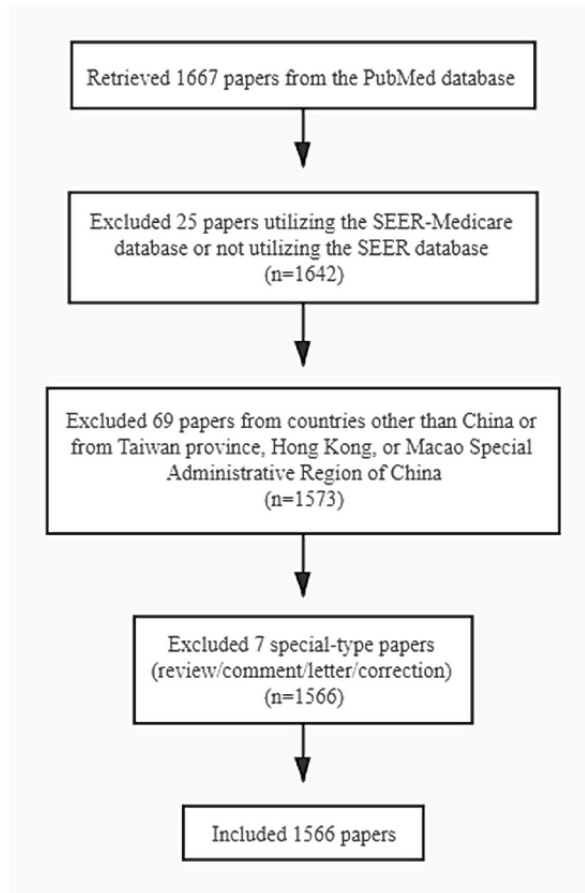 Retrieved 1667 papers from the PubMed database
Excluded 25 papers utilizing the SEER-Medicare
database or not utilizing the SEER database
(n=1642)
Excluded 69 papers from countries other than China or
from Taiwan province, Hong Kong, or Macao Special
Administrative Region of China
(n=1573)
Excluded 7 special-type papers
(review/comment/letter/correction)
(n=1566)
Included 1566 papers